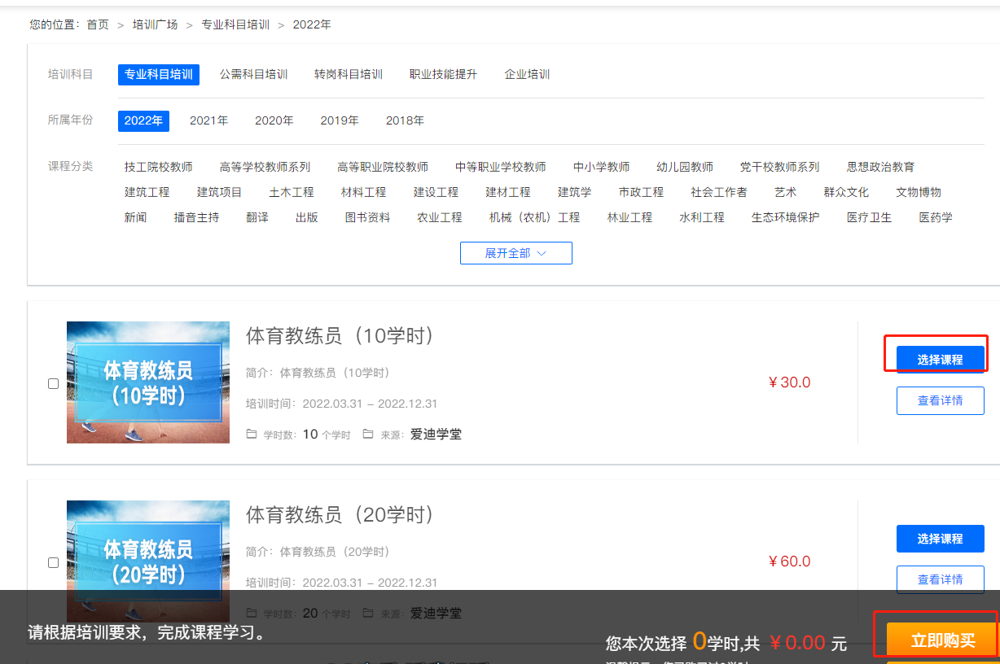 您的位置：首页 > 培训广场 > 专业科目培训 > 2022年
培训科目 专业科目培训 公需科目培训 转岗科目培训 职业技能提升 企业培训
所属年份 2022年 2021年 2020年 2019年 2018年
课程分类 技工院校教师 高等学校教师系列 高等职业院校教师 中等职业学校教师 中小学教师 幼儿园教师 党干校教师系列 思想政治教育
建筑工程 建筑项目 土木工程 材料工程 建设工程 建材工程 建筑学 市政工程 社会工作者 艺术 群众文化 文物博物
新闻 播音主持 翻译 出版 图书资料 农业工程 机械（农机）工程 林业工程 水利工程 生态环境保护 医疗卫生 医药学
展开全部
体育教练员
（10学时）
体育教练员（10学时）
简介：体育教练员（10学时）
培训时间：2022.03.31 – 2022.12.31
学时数：10 个学时 来源：爱迪学堂
￥30.0
选择课程
查看详情
体育教练员
（20学时）
体育教练员（20学时）
简介：体育教练员（20学时）
培训时间：2022.03.31 – 2022.12.31
学时数：20 个学时 来源：爱迪学堂
￥60.0
选择课程
查看详情
请根据培训要求，完成课程学习。
您本次选择 0学时,共 ￥0.00 元
立即购买